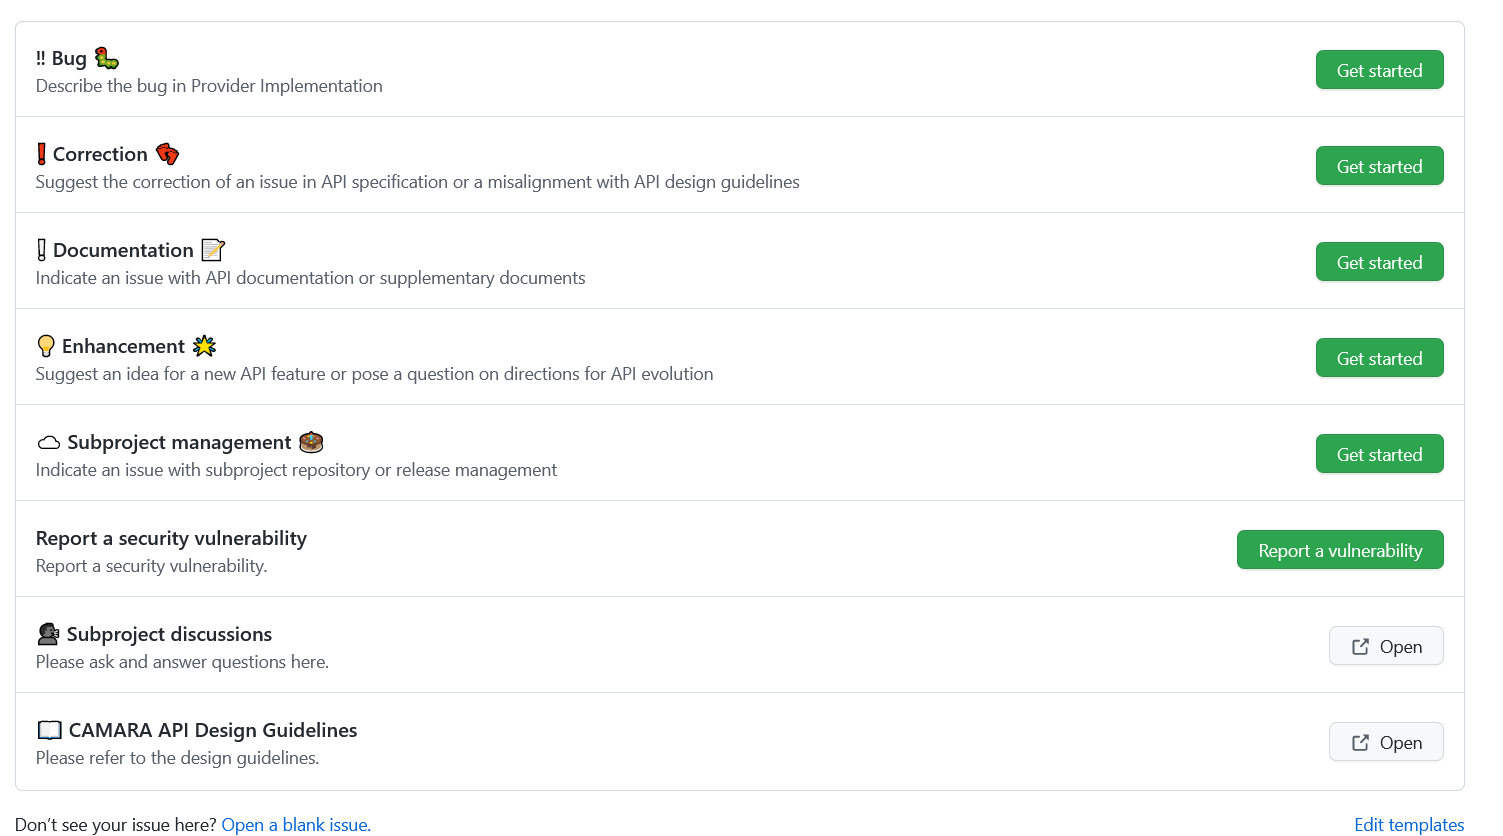 ‼ Bug 🐛
Describe the bug in Provider Implementation
Get started
❗ Correction 👣
Suggest the correction of an issue in API specification or a misalignment with API design guidelines
Get started
❕ Documentation 📝
Indicate an issue with API documentation or supplementary documents
Get started
💡 Enhancement 🌟
Suggest an idea for a new API feature or pose a question on directions for API evolution
Get started
Subproject management
Indicate an issue with subproject repository or release management
Get started
Report a security vulnerability
Report a security vulnerability.
Report a vulnerability
Subproject discussions
Please ask and answer questions here.
Open
📖 CAMARA API Design Guidelines
Please refer to the design guidelines.
Open
Don’t see your issue here? Open a blank issue.
Edit templates